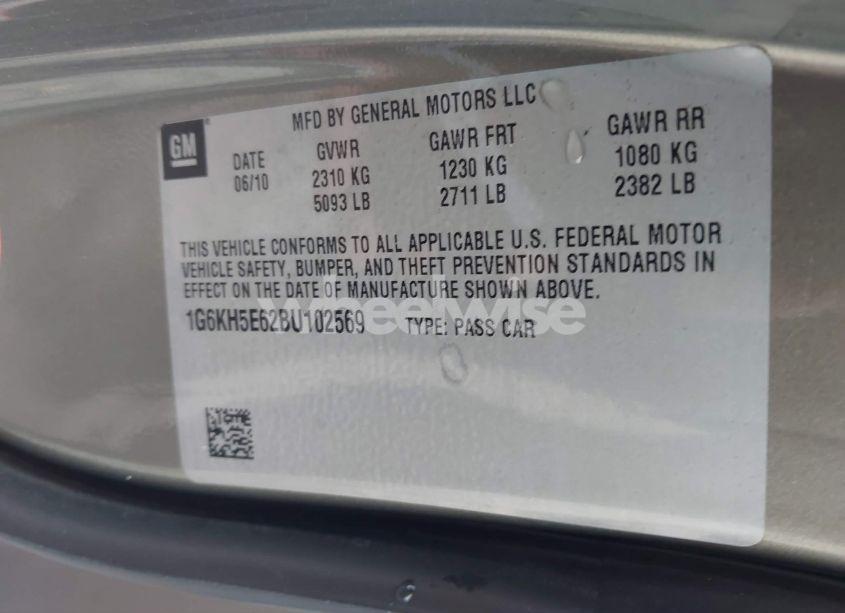 MFD BY GENERAL MOTORS LLC
GM
DATE GVWR GAWR FRT GAWR RR
06/10 2310 KG 1230 KG 1080 KG
5093 LB 2711 LB 2382 LB
THIS VEHICLE CONFORMS TO ALL APPLICABLE U.S. FEDERAL MOTOR
VEHICLE SAFETY, BUMPER, AND THEFT PREVENTION STANDARDS IN
EFFECT ON THE DATE OF MANUFACTURE SHOWN ABOVE.
1G6KH5E62BU102569 TYPE: PASS CAR
Wheelwise